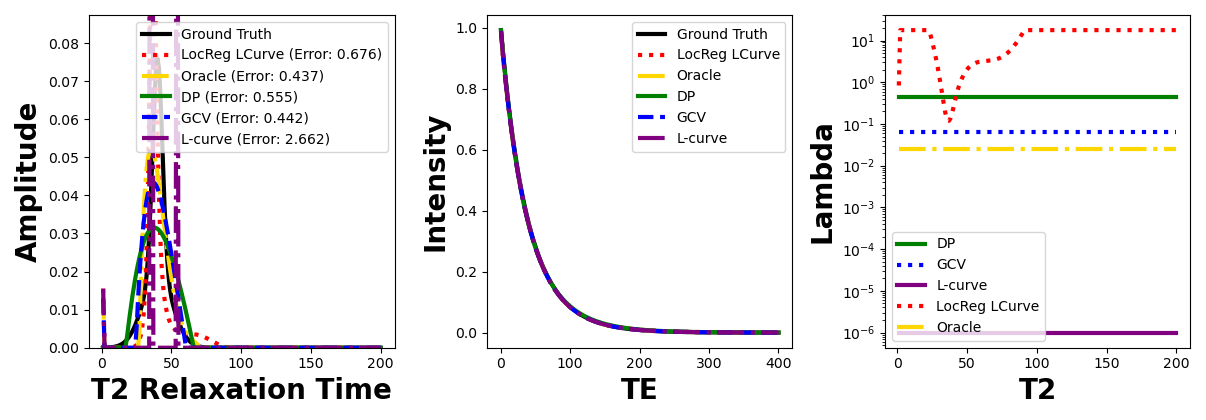 Amplitude
0.00
0.01
0.02
0.03
0.04
0.05
0.06
0.07
0.08
Ground Truth
LocReg LCurve (Error: 0.676)
Oracle (Error: 0.437)
DP (Error: 0.555)
GCV (Error: 0.442)
L-curve (Error: 2.662)
0 50 100 150 200
T2 Relaxation Time
Intensity
1.0
0.8
0.6
0.4
0.2
0.0
Ground Truth
LocReg LCurve
Oracle
DP
GCV
L-curve
0 100 200 300 400
TE
Lambda
10¹
10⁰
10⁻¹
10⁻²
10⁻³
10⁻⁴
10⁻⁵
10⁻⁶
DP
GCV
L-curve
LocReg LCurve
Oracle
0 50 100 150 200
T2